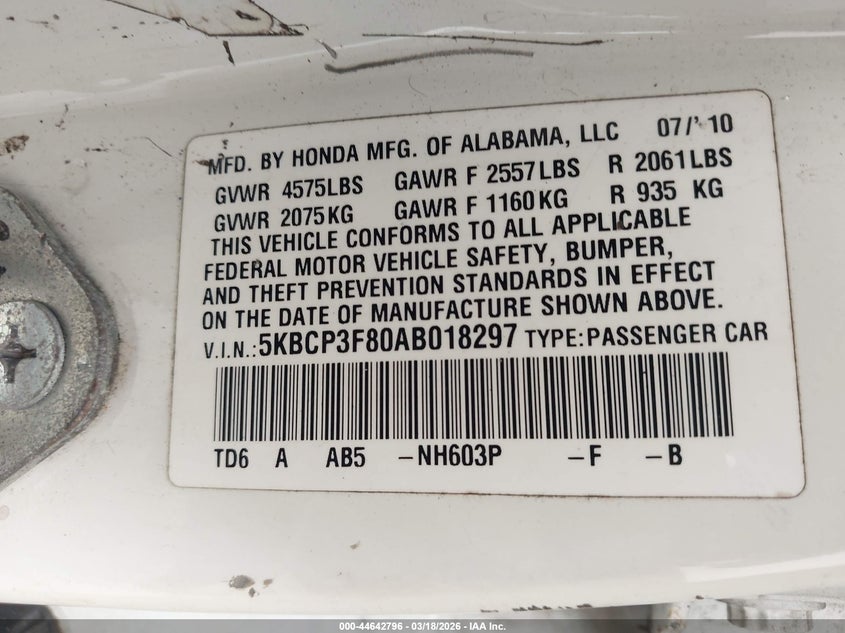 MFD. BY HONDA MFG. OF ALABAMA, LLC 07/'10
GVWR 4575LBS GAWR F 2557LBS R 2061LBS
GVWR 2075KG GAWR F 1160KG R 935 KG
THIS VEHICLE CONFORMS TO ALL APPLICABLE
FEDERAL MOTOR VEHICLE SAFETY, BUMPER,
AND THEFT PREVENTION STANDARDS IN EFFECT
ON THE DATE OF MANUFACTURE SHOWN ABOVE.
V.I.N.:5KBCP3F80AB018297 TYPE:PASSENGER CAR
TD6 A AB5 -NH603P -F -B
000-44642796 - 03/18/2026 - IAA Inc.